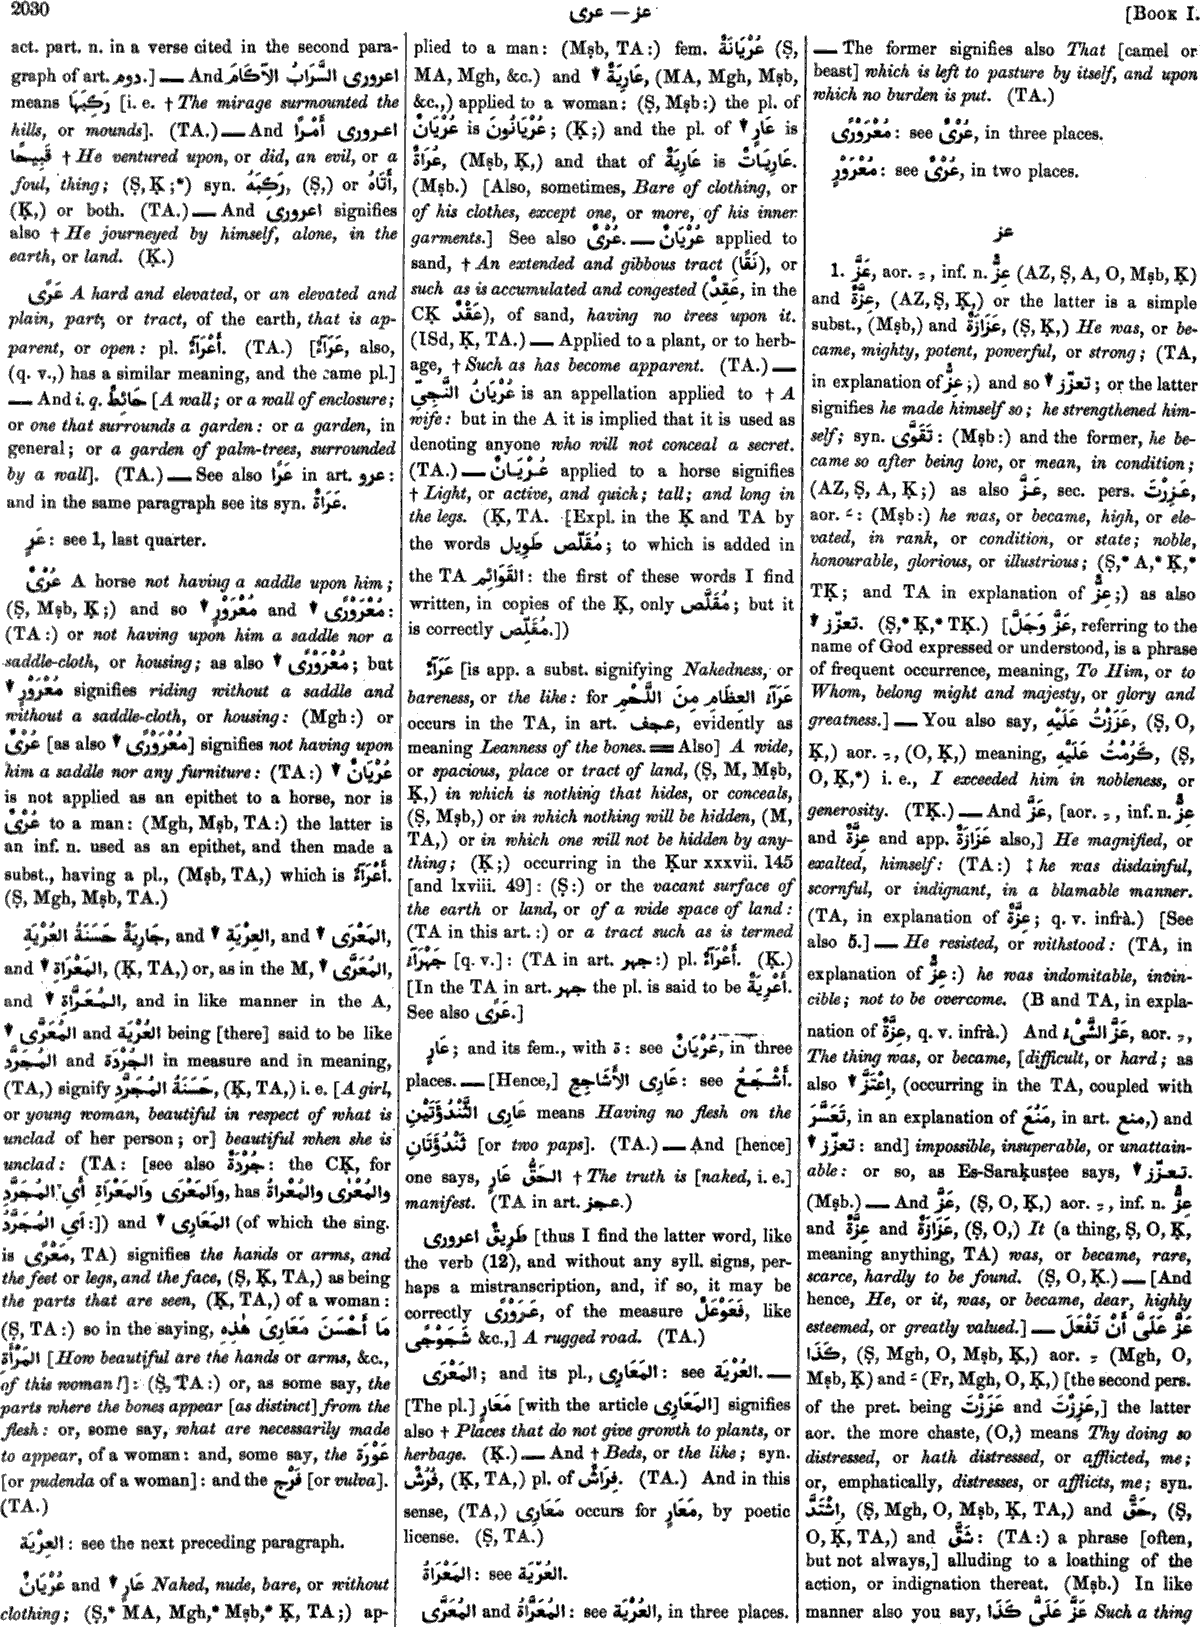 2030
عرى — عز
[BOOK I.
act. part. n. in a verse cited in the second para-
graph of art. دوم.] — And اعرورى السَّرَابُ الآكَامَ
means رَكِبَهَا [i. e. † The mirage surmounted the
hills, or mounds]. (TA.) — And اعرورى أَمْرًا
قَبِيحًا † He ventured upon, or did, an evil, or a
foul, thing; (Ṣ, Ḳ;*) syn. رَكِبَهُ, (Ṣ,) or أَتَاهُ,
(Ḳ,) or both. (TA.) — And اعرورى signifies
also † He journeyed by himself, alone, in the
earth, or land. (Ḳ.)
عَرًى A hard and elevated, or an elevated and
plain, part, or tract, of the earth, that is ap-
parent, or open: pl. أَعْرَآءٌ. (TA.) [عَرَآءٌ, also,
(q. v.,) has a similar meaning, and the same pl.]
— And i. q. حَائِطٌ [A wall; or a wall of enclosure;
or one that surrounds a garden: or a garden, in
general; or a garden of palm-trees, surrounded
by a wall]. (TA.) — See also عَرًا in art. عرو:
and in the same paragraph see its syn. عَرَاةٌ.
عَرٍ: see 1, last quarter.
عُرْىٌ A horse not having a saddle upon him;
(Ṣ, Mṣb, Ḳ;) and so ▼ مُعْرَوْرٍ and ▼ مُعْرَوْرًى:
(TA:) or not having upon him a saddle nor a
saddle-cloth, or housing; as also ▼ مُعْرَوْرًى; but
▼ مُعْرَوْرٍ signifies riding without a saddle and
without a saddle-cloth, or housing: (Mgh:) or
عُرْىٌ [as also ▼ مُعْرَوْرًى] signifies not having upon
him a saddle nor any furniture: (TA:) ▼ عُرْيَانٌ
is not applied as an epithet to a horse, nor is
عُرْىٌ to a man: (Mgh, Mṣb, TA:) the latter is
an inf. n. used as an epithet, and then made a
subst., having a pl., (Mṣb, TA,) which is أَعْرَآءٌ.
(Ṣ, Mgh, Mṣb, TA.)
جَارِيَةٌ حَسَنَةُ العُرْيَةِ, and ▼ العِرْيَةِ, and ▼ المَعْرَى,
and ▼ المَعْرَاةِ, (Ḳ, TA,) or, as in the M, ▼ المُعَرَّى,
and ▼ المُعَرَّاةِ, and in like manner in the A,
▼ المُعَرَّى and العُرْيَة being [there] said to be like
المُجَرَّد and الجُرْدَة in measure and in meaning,
(TA,) signify حَسَنَةُ المُجَرَّدِ, (Ḳ, TA,) i. e. [A girl,
or young woman, beautiful in respect of what is
unclad of her person; or] beautiful when she is
unclad: (TA: [see also جُرْدَةٌ: the CḲ, for
وَالمَعْرَى وَالمَعْرَاةِ أَىِ المُجَرَّدِ, has والمُعْرٰى والمُعْراةُ
اَىِ المُجَرَّدُ:]) and ▼ المَعَارِى (of which the sing.
is مَعْرًى, TA) signifies the hands or arms, and
the feet or legs, and the face, (Ṣ, Ḳ, TA,) as being
the parts that are seen, (Ḳ, TA,) of a woman:
(Ṣ, TA:) so in the saying, مَا أَحْسَنَ مَعَارِىَ هٰذِهِ
المَرْأَةِ [How beautiful are the hands or arms, &c.,
of this woman!]: (Ṣ, TA:) or, as some say, the
parts where the bones appear [as distinct] from the
flesh: or, some say, what are necessarily made
to appear, of a woman: and, some say, the عَوْرَة
[or pudenda of a woman]: and the فَرْج [or vulva].
(TA.)
العِرْيَة: see the next preceding paragraph.
عُرْيَانٌ and ▼ عَارٍ Naked, nude, bare, or without
clothing; (Ṣ,* MA, Mgh,* Mṣb,* Ḳ, TA;) ap-
plied to a man: (Mṣb, TA:) fem. عُرْيَانَةٌ (Ṣ,
MA, Mgh, &c.) and ▼ عَارِيَةٌ, (MA, Mgh, Mṣb,
&c.,) applied to a woman: (Ṣ, Mṣb:) the pl. of
عُرْيَانٌ is عُرْيَانُونَ; (Ḳ;) and the pl. of ▼ عَارٍ is
عُرَاةٌ, (Mṣb, Ḳ,) and that of عَارِيَةٌ is عَارِيَاتٌ.
(Mṣb.) [Also, sometimes, Bare of clothing, or
of his clothes, except one, or more, of his inner
garments.] See also عُرْىٌ. — عُرْيَانٌ applied to
sand, † An extended and gibbous tract (نَقًا), or
such as is accumulated and congested (عَقِدٌ, in the
CḲ عَقْدٌ), of sand, having no trees upon it.
(ISd, Ḳ, TA.) — Applied to a plant, or to herb-
age, † Such as has become apparent. (TA.) —
عُرْيَانُ النَّجِىِّ is an appellation applied to † A
wife: but in the A it is implied that it is used as
denoting anyone who will not conceal a secret.
(TA.) — عُرْيَانٌ applied to a horse signifies
† Light, or active, and quick; tall; and long in
the legs. (Ḳ, TA. [Expl. in the Ḳ and TA by
the words مُقَلِّص طَوِيل; to which is added in
the TA القَوَائِم: the first of these words I find
written, in copies of the Ḳ, only مُقَلَّص; but it
is correctly مُقَلِّص.])
عَرَآءٌ [is app. a subst. signifying Nakedness, or
bareness, or the like: for عَرَآءُ العِظَامِ مِنَ اللَّحْمِ
occurs in the TA, in art. عجف, evidently as
meaning Leanness of the bones. ═ Also] A wide,
or spacious, place or tract of land, (Ṣ, M, Mṣb,
Ḳ,) in which is nothing that hides, or conceals,
(Ṣ, Mṣb,) or in which nothing will be hidden, (M,
TA,) or in which one will not be hidden by any-
thing; (Ḳ;) occurring in the Ḳur xxxvii. 145
[and lxviii. 49]: (Ṣ:) or the vacant surface of
the earth or land, or of a wide space of land:
(TA in this art.:) or a tract such as is termed
جَهْرَآءُ [q. v.]: (TA in art. جهر:) pl. أَعْرَآءٌ. (Ḳ.)
[In the TA in art. جهر the pl. is said to be أَعْرِيَةٌ.
See also عَرًى.]
عَارٍ; and its fem., with ة: see عُرْيَانٌ, in three
places. — [Hence,] عَارِى الأَشَاجِعِ: see أَشْجَعُ.
عَارِى الثَّنْدُؤَتَيْنِ means Having no flesh on the
ثَنْدُؤَتَانِ [or two paps]. (TA.) — And [hence]
one says, الحَقُّ عَارٍ † The truth is [naked, i. e.]
manifest. (TA in art. عجز.)
طَرِيقٌ اعرورى [thus I find the latter word, like
the verb (12), and without any syll. signs, per-
haps a mistranscription, and, if so, it may be
correctly عَرَوْرًى, of the measure فَعَوْعَلٌ, like
شَجَوْجًى &c.,] A rugged road. (TA.)
المَعْرَى; and its pl., المَعَارِى: see العُرْيَة. —
[The pl.] مَعَارٍ [with the article المَعَارِى] signifies
also † Places that do not give growth to plants, or
herbage. (Ḳ.) — And † Beds, or the like; syn.
فُرُشٌ, (Ḳ, TA,) pl. of فِرَاشٌ. (TA.) And in this
sense, (TA,) مَعَارِىَ occurs for مَعَارٍ, by poetic
license. (Ṣ, TA.)
المَعْرَاةُ: see العُرْيَة.
المُعَرَّى and المُعَرَّاةُ: see العُرْيَة, in three places.
— The former signifies also That [camel or
beast] which is left to pasture by itself, and upon
which no burden is put. (TA.)
مُعْرَوْرًى: see عُرْىٌ, in three places.
مُعْرَوْرٍ: see عُرْىٌ, in two places.
عز
1. عَزَّ, aor. ـِ, inf. n. عِزٌّ (AZ, Ṣ, A, O, Mṣb, Ḳ)
and عِزَّةٌ, (AZ, Ṣ, Ḳ,) or the latter is a simple
subst., (Mṣb,) and عَزَازَةٌ, (Ṣ, Ḳ,) He was, or be-
came, mighty, potent, powerful, or strong; (TA,
in explanation of عِزٌّ;) and so ▼ تعزّز; or the latter
signifies he made himself so; he strengthened him-
self; syn. تَقَوَّى: (Mṣb:) and the former, he be-
came so after being low, or mean, in condition;
(AZ, Ṣ, A, Ḳ;) as also عَزَّ, sec. pers. عَزِزْتَ,
aor. ـَ: (Mṣb:) he was, or became, high, or ele-
vated, in rank, or condition, or state; noble,
honourable, glorious, or illustrious; (Ṣ,* A,* Ḳ,*
TḲ; and TA in explanation of عِزٌّ;) as also
▼ تعزّز. (Ṣ,* Ḳ,* TḲ.) [عَزَّ وَجَلَّ, referring to the
name of God expressed or understood, is a phrase
of frequent occurrence, meaning, To Him, or to
Whom, belong might and majesty, or glory and
greatness.] — You also say, عَزَزْتُ عَلَيْهِ, (Ṣ, O,
Ḳ,) aor. ـِ, (O, Ḳ,) meaning, كَرُمْتُ عَلَيْهِ, (Ṣ,
O, Ḳ,*) i. e., I exceeded him in nobleness, or
generosity. (TḲ.) — And عَزَّ, [aor. ـِ, inf. n. عِزٌّ
and عِزَّةٌ and app. عَزَازَةٌ also,] He magnified, or
exalted, himself: (TA:) ‡ he was disdainful,
scornful, or indignant, in a blamable manner.
(TA, in explanation of عِزَّةٌ; q. v. infrà.) [See
also 5.] — He resisted, or withstood: (TA, in
explanation of عِزٌّ:) he was indomitable, invin-
cible; not to be overcome. (B and TA, in expla-
nation of عِزَّةٌ, q. v. infrà.) And عَزَّ الشَّىْءُ, aor. ـِ,
The thing was, or became, [difficult, or hard; as
also ▼ اِعْتَزَّ, (occurring in the TA, coupled with
تَعَسَّرَ, in an explanation of مَنُعَ, in art. منع,) and
▼ تعزّز: and] impossible, insuperable, or unattain-
able: or so, as Es-Saraḳusṭee says, ▼ تعزّز.
(Mṣb.) — And عَزَّ, (Ṣ, O, Ḳ,) aor. ـِ, inf. n. عِزٌّ
and عِزَّةٌ and عَزَازَةٌ, (Ṣ, O,) It (a thing, Ṣ, O, Ḳ,
meaning anything, TA) was, or became, rare,
scarce, hardly to be found. (Ṣ, O, Ḳ.) — [And
hence, He, or it, was, or became, dear, highly
esteemed, or greatly valued.] — عَزَّ عَلَىَّ أَنْ تَفْعَلَ
كَذَا, (Ṣ, Mgh, O, Mṣb, Ḳ,) aor. ـِ (Mgh, O,
Mṣb, Ḳ) and ـَ (Fr, Mgh, O, Ḳ,) [the second pers.
of the pret. being عَزَزْتَ and عَزِزْتَ,] the latter
aor. the more chaste, (O,) means Thy doing so
distressed, or hath distressed, or afflicted, me;
or, emphatically, distresses, or afflicts, me; syn.
اِشْتَدَّ, (Ṣ, Mgh, O, Mṣb, Ḳ, TA,) and حَقَّ, (Ṣ,
O, Ḳ, TA,) and شَقَّ: (TA:) a phrase [often,
but not always,] alluding to a loathing of the
action, or indignation thereat. (Mṣb.) In like
manner also you say, عَزَّ عَلَىَّ كَذَا Such a thing